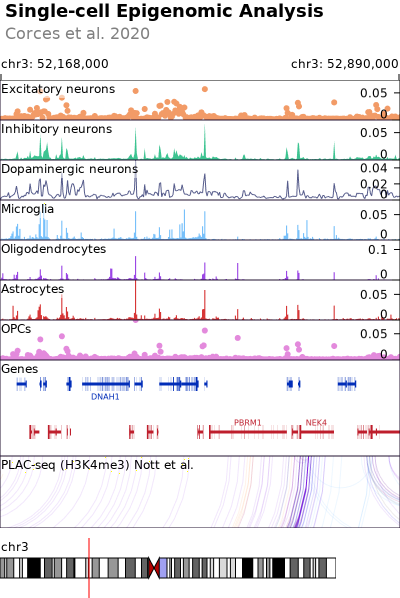 Single-cell Epigenomic Analysis
Corces et al. 2020
chr3: 52,168,000 chr3: 52,890,000
Excitatory neurons 0.05
0
Inhibitory neurons 0.05
0
Dopaminergic neurons 0.04
0.02
0
Microglia 0.05
0
Oligodendrocytes 0.1
0
Astrocytes 0.05
0
OPCs 0.05
0
Genes
DNAH1
PBRM1 NEK4
PLAC-seq (H3K4me3) Nott et al.
chr3